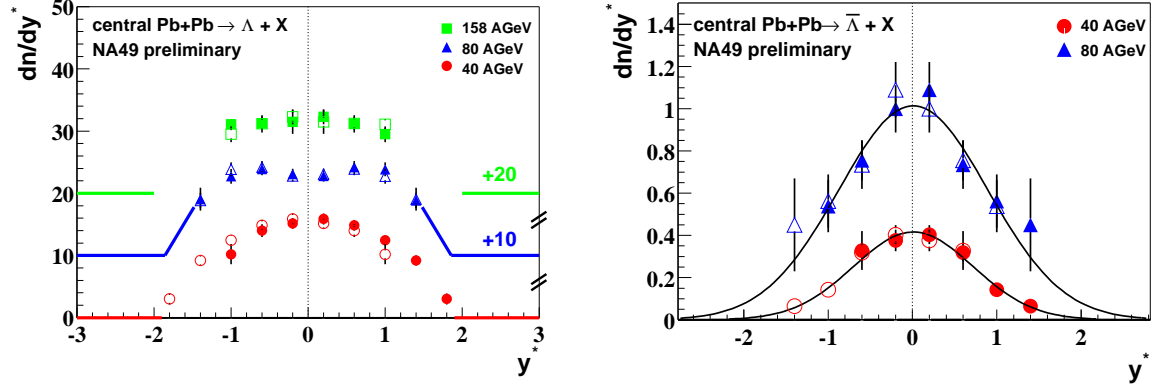 dn/dy*
50
40
30
20
10
0
central Pb+Pb → Λ + X
NA49 preliminary
158 AGeV
80 AGeV
40 AGeV
+20
+10
-3 -2 -1 0 1 2 3
y*
dn/dy*
1.4
1.2
1
0.8
0.6
0.4
0.2
0
central Pb+Pb → Λ̅ + X
NA49 preliminary
40 AGeV
80 AGeV
-2 -1 0 1 2
y*